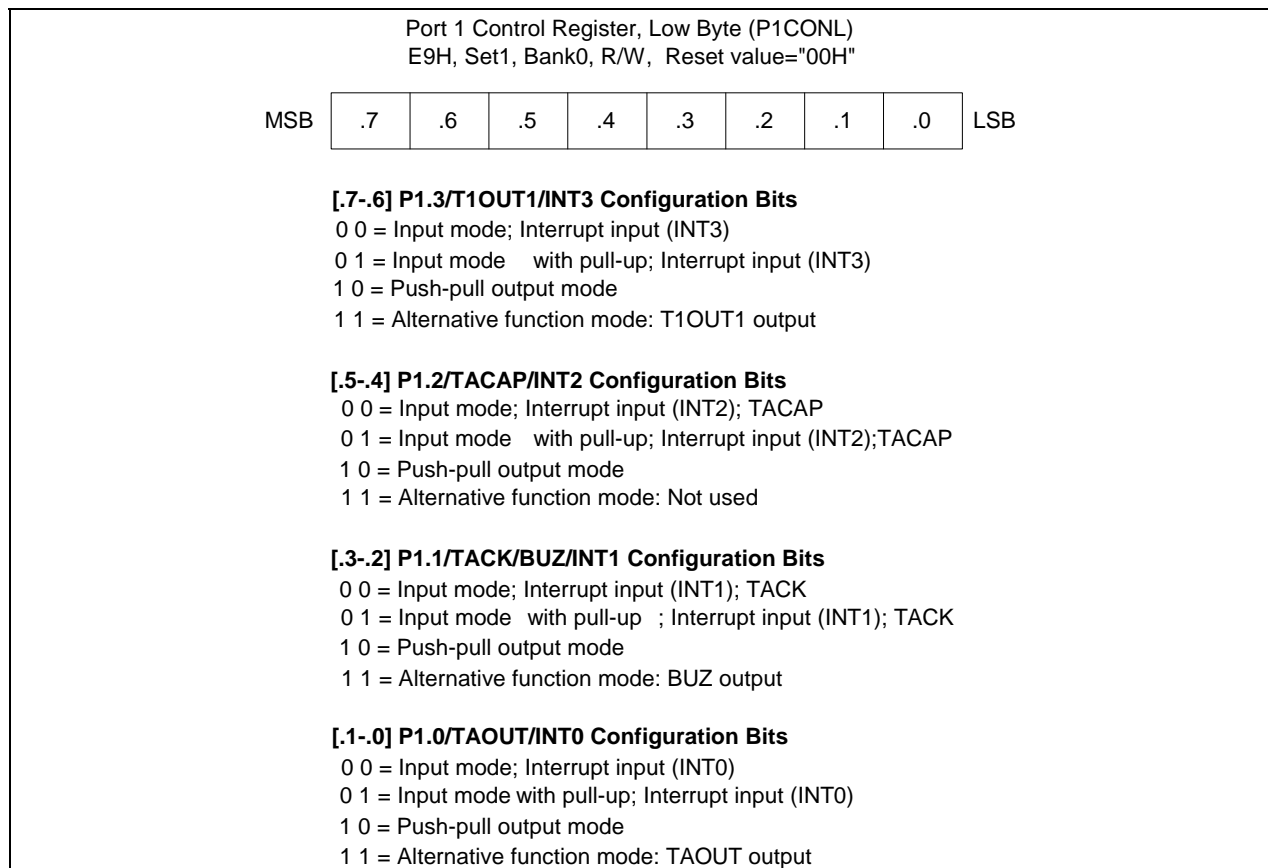 Port 1 Control Register, Low Byte (P1CONL)
E9H, Set1, Bank0, R/W, Reset value="00H"
MSB .7 .6 .5 .4 .3 .2 .1 .0 LSB
[.7-.6] P1.3/T1OUT1/INT3 Configuration Bits
0 0 = Input mode; Interrupt input (INT3)
0 1 = Input mode with pull-up; Interrupt input (INT3)
1 0 = Push-pull output mode
1 1 = Alternative function mode: T1OUT1 output
[.5-.4] P1.2/TACAP/INT2 Configuration Bits
0 0 = Input mode; Interrupt input (INT2); TACAP
0 1 = Input mode with pull-up; Interrupt input (INT2);TACAP
1 0 = Push-pull output mode
1 1 = Alternative function mode: Not used
[.3-.2] P1.1/TACK/BUZ/INT1 Configuration Bits
0 0 = Input mode; Interrupt input (INT1); TACK
0 1 = Input mode with pull-up ; Interrupt input (INT1); TACK
1 0 = Push-pull output mode
1 1 = Alternative function mode: BUZ output
[.1-.0] P1.0/TAOUT/INT0 Configuration Bits
0 0 = Input mode; Interrupt input (INT0)
0 1 = Input mode with pull-up; Interrupt input (INT0)
1 0 = Push-pull output mode
1 1 = Alternative function mode: TAOUT output